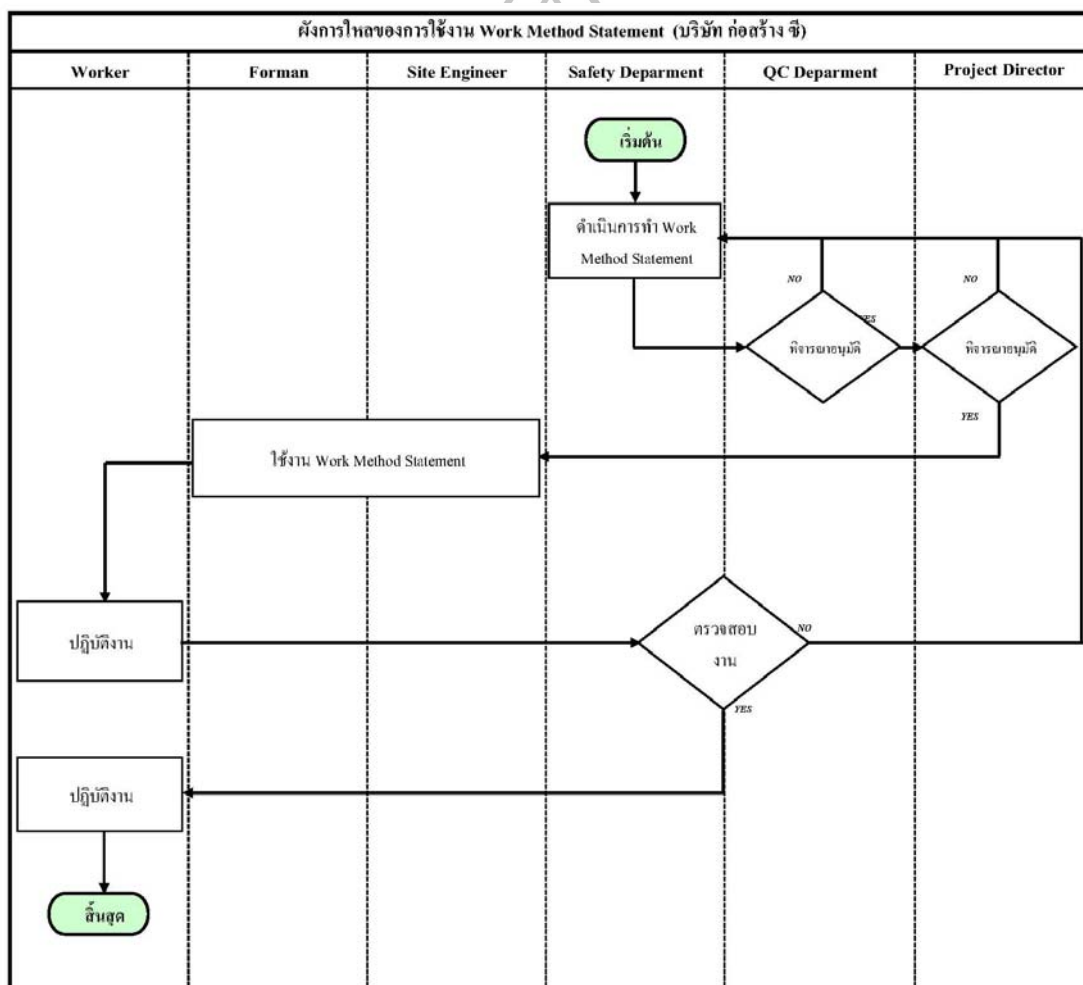 ผังการไหลของการใช้งาน Work Method Statement (บริษัท ก่อสร้าง ซี)
Worker
Forman
Site Engineer
Safety Deparment
QC Deparment
Project Director
เริ่มต้น
ดำเนินการทำ Work
Method Statement
NO
NO
YES
พิจารณาอนุมัติ
พิจารณาอนุมัติ
YES
ใช้งาน Work Method Statement
ปฏิบัติงาน
ตรวจสอบ
งาน
NO
YES
ปฏิบัติงาน
สิ้นสุด